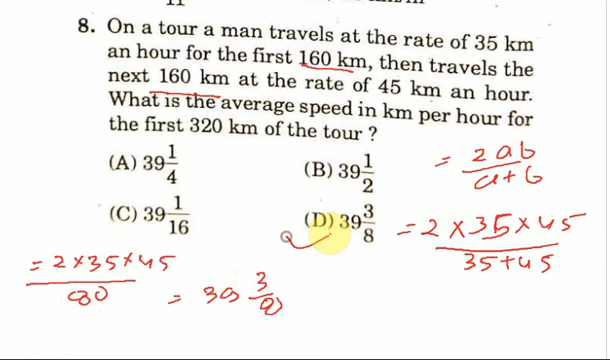 8. On a tour a man travels at the rate of 35 km
an hour for the first 160 km, then travels the
next 160 km at the rate of 45 km an hour.
What is the average speed in km per hour for
the first 320 km of the tour ?
(A) 39 1/4
(B) 39 1/2
= 2ab/a+b
(C) 39 1/16
(D) 39 3/8
= 2×35×45/35+45
= 2×35×45/80
= 39 3/8